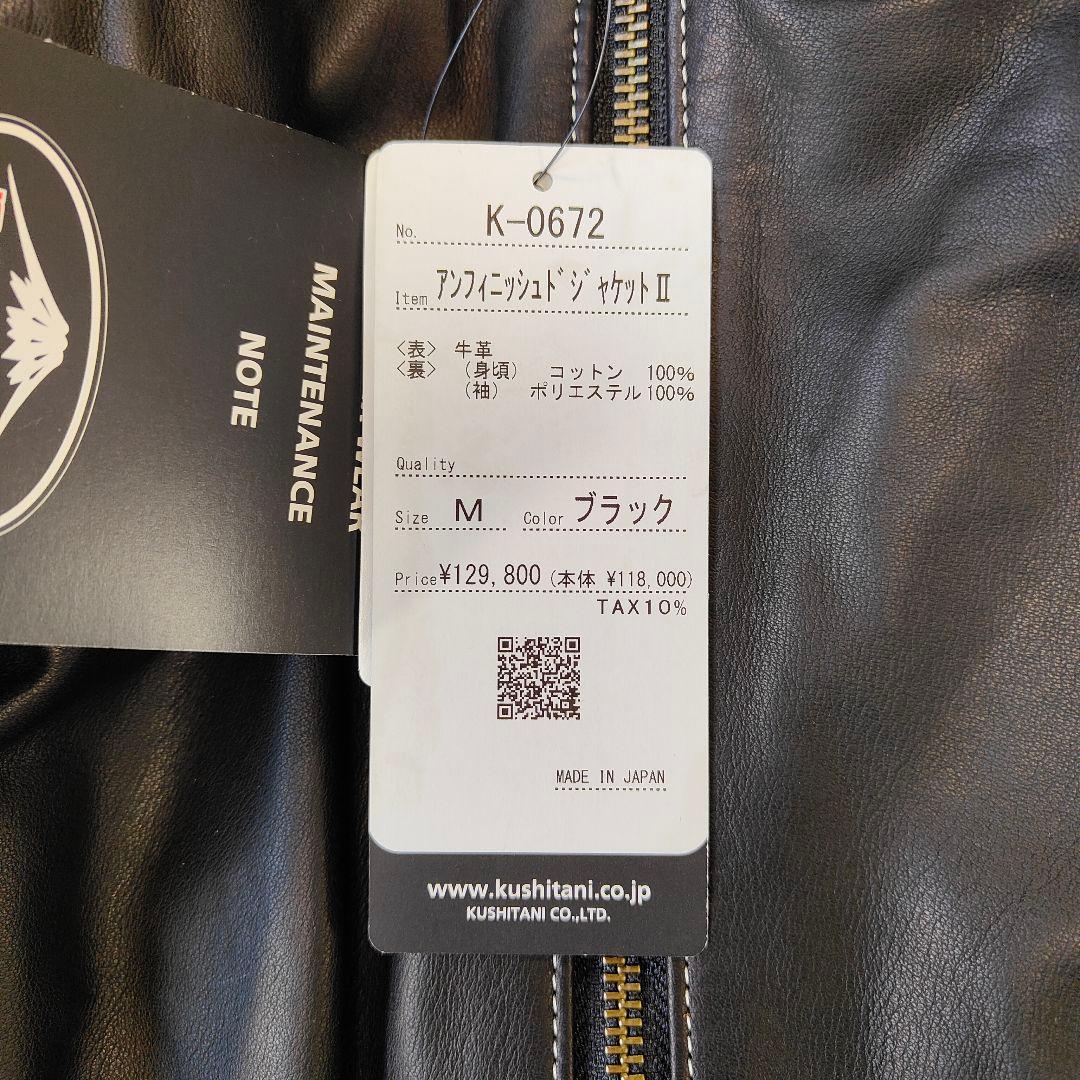 MAINTENANCE
NOTE
No. K-0672
Item アンフィニッシュドジャケットⅡ
〈表〉 牛革
〈裏〉 (身頃) コットン 100%
(袖) ポリエステル100%
Quality
Size M Color ブラック
Price¥129,800(本体 ¥118,000)
TAX10%
MADE IN JAPAN
www.kushitani.co.jp
KUSHITANI CO.,LTD.